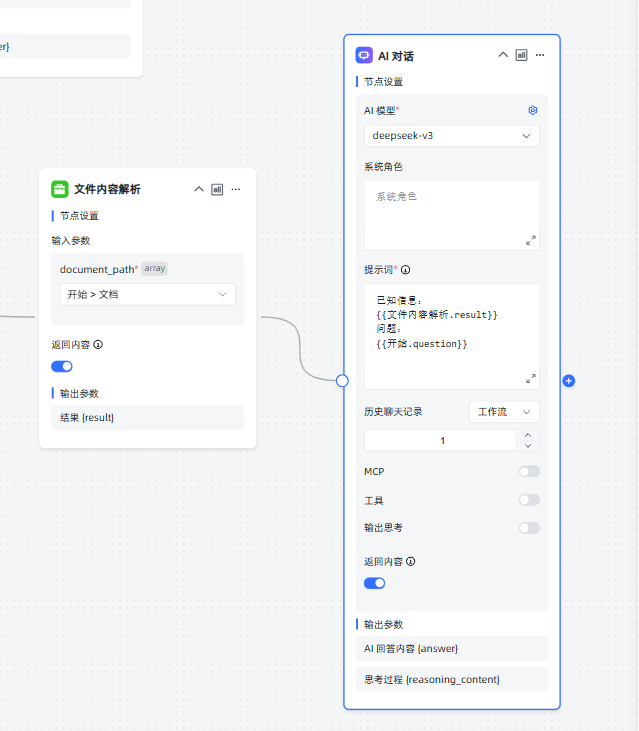 er}
文件内容解析
节点设置
输入参数
document_path* array
开始 > 文档
返回内容
输出参数
结果 {result}
AI 对话
节点设置
AI 模型*
deepseek-v3
系统角色
系统角色
提示词*
已知信息：
{{文件内容解析.result}}
问题：
{{开始.question}}
历史聊天记录 工作流
1
MCP
工具
输出思考
返回内容
输出参数
AI 回答内容 {answer}
思考过程 {reasoning_content}